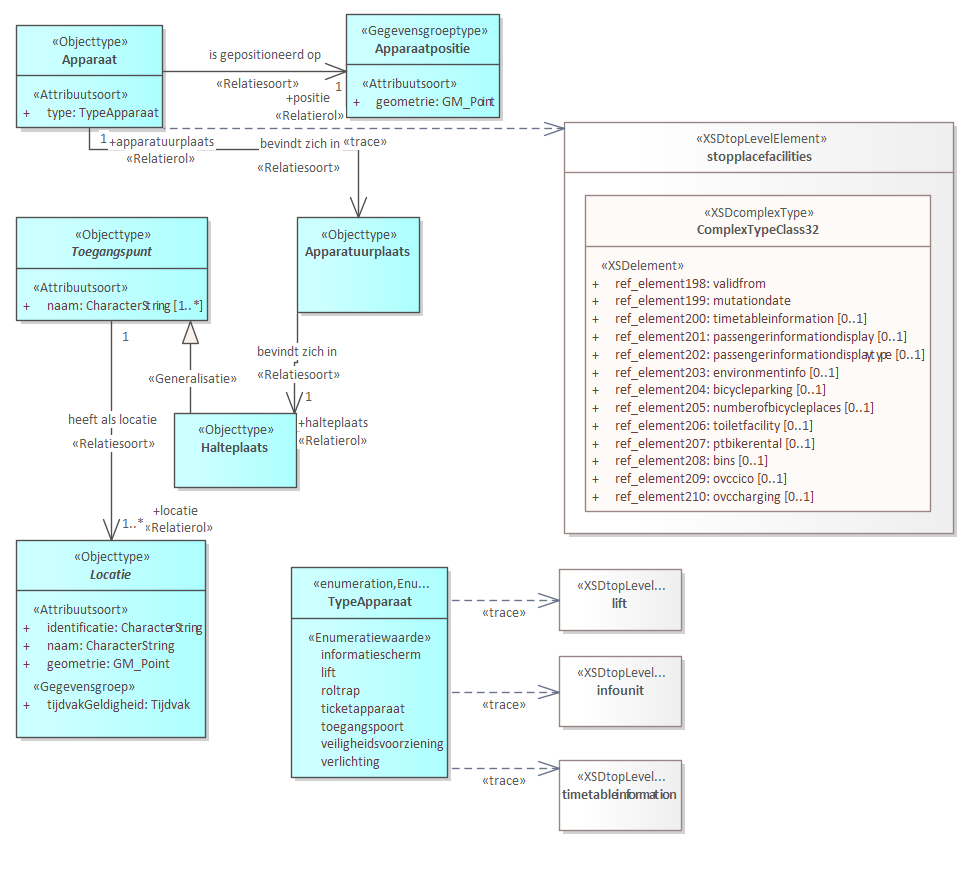 «Objecttype»
Apparaat
«Attribuutsoort»
+ type: TypeApparaat
is gepositioneerd op
«Relatiesoort»
1
+positie
«Relatierol»
«Gegevensgroeptype»
Apparaatpositie
«Attribuutsoort»
+ geometrie: GM_Point
1
+apparatuurplaats
«Relatierol»
bevindt zich in
«Relatiesoort»
«trace»
«XSDtopLevelElement»
stopplacefacilities
«XSDcomplexType»
ComplexTypeClass32
«XSDelement»
+ ref_element198: validfrom
+ ref_element199: mutationdate
+ ref_element200: timetableinformation [0..1]
+ ref_element201: passengerinformationdisplay [0..1]
+ ref_element202: passengerinformationdisplaytype [0..1]
+ ref_element203: environmentinfo [0..1]
+ ref_element204: bicycleparking [0..1]
+ ref_element205: numberofbicycleplaces [0..1]
+ ref_element206: toiletfacility [0..1]
+ ref_element207: ptbikerental [0..1]
+ ref_element208: bins [0..1]
+ ref_element209: ovccico [0..1]
+ ref_element210: ovccharging [0..1]
«Objecttype»
Toegangspunt
«Attribuutsoort»
+ naam: CharacterString [1..*]
«Objecttype»
Apparatuurplaats
1
«Generalisatie»
bevindt zich in
«Relatiesoort»
1
+halteplaats
«Relatierol»
«Objecttype»
Halteplaats
heeft als locatie
«Relatiesoort»
+locatie
1..*
«Relatierol»
«Objecttype»
Locatie
«Attribuutsoort»
+ identificatie: CharacterString
+ naam: CharacterString
+ geometrie: GM_Point
«Gegevensgroep»
+ tijdvakGeldigheid: Tijdvak
«enumeration,Enu...
TypeApparaat
«Enumeratiewaarde»
informatiescherm
lift
roltrap
ticketapparaat
toegangspoort
veiligheidsvoorziening
verlichting
«trace»
«XSDtopLevel...
lift
«trace»
«XSDtopLevel...
infounit
«trace»
«XSDtopLevel...
timetableinformation